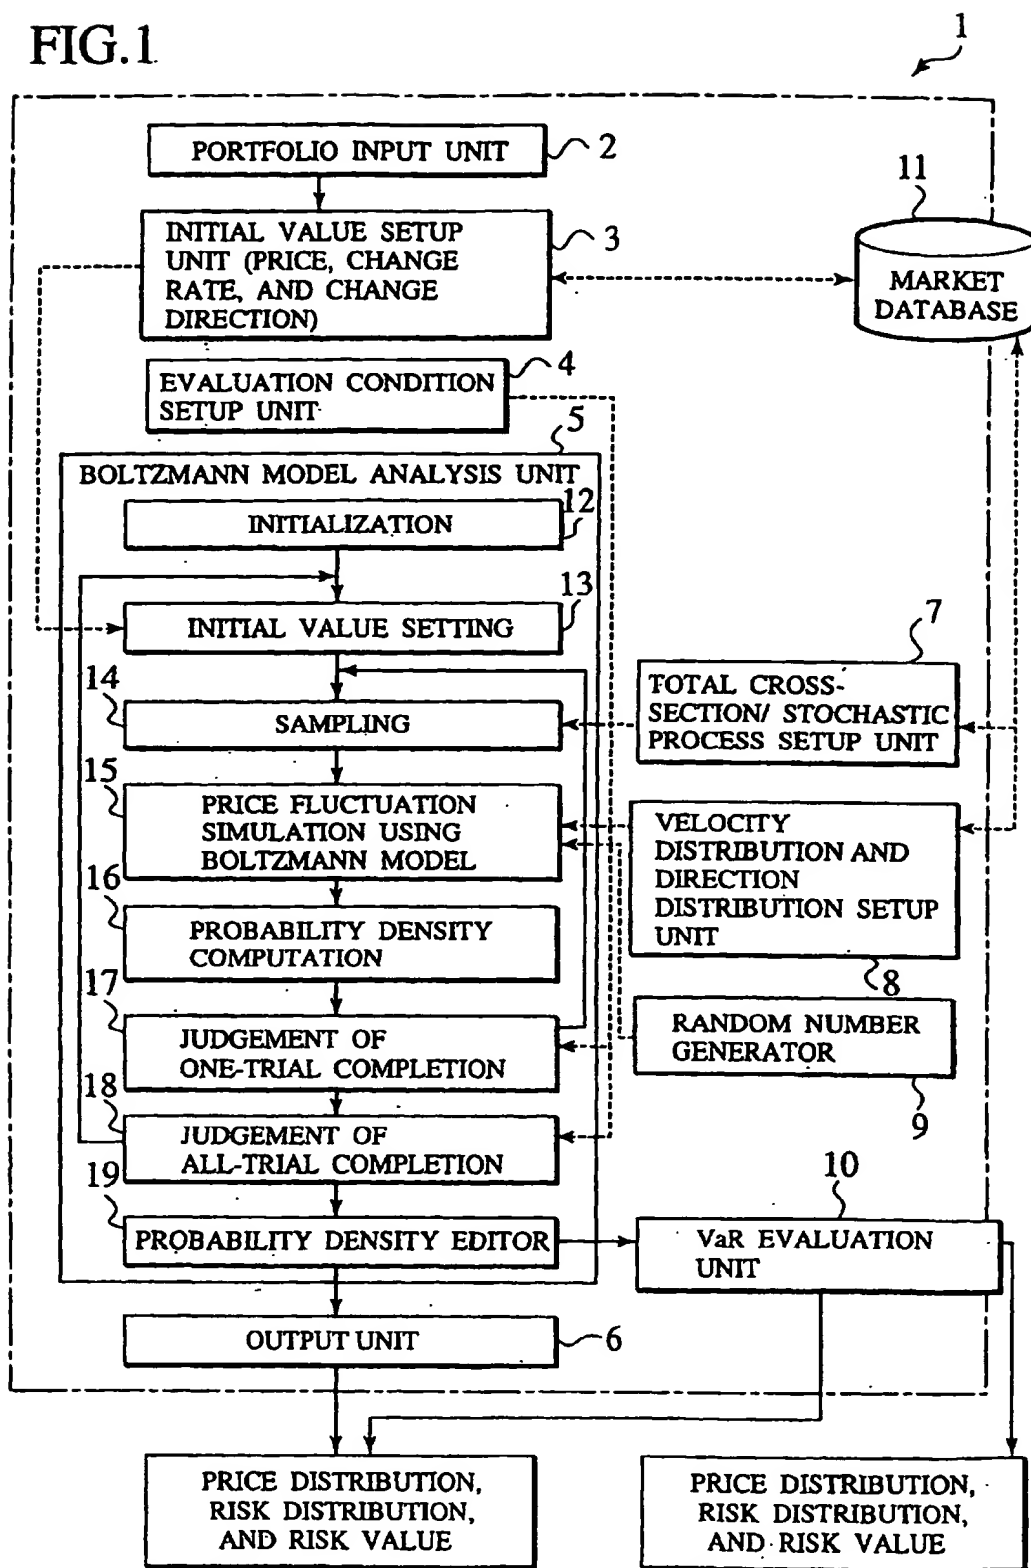 FIG.1
1
PORTFOLIO INPUT UNIT
2
11
INITIAL VALUE SETUP
UNIT (PRICE, CHANGE
RATE, AND CHANGE
DIRECTION)
3
MARKET
DATABASE
EVALUATION CONDITION
SETUP UNIT
4
5
BOLTZMANN MODEL ANALYSIS UNIT
12
INITIALIZATION
13
INITIAL VALUE SETTING
7
14
SAMPLING
TOTAL CROSS-
SECTION/ STOCHASTIC
PROCESS SETUP UNIT
15
PRICE FLUCTUATION
SIMULATION USING
BOLTZMANN MODEL
VELOCITY
DISTRIBUTION AND
DIRECTION
DISTRIBUTION SETUP
UNIT
8
16
PROBABILITY DENSITY
COMPUTATION
17
JUDGEMENT OF
ONE-TRIAL COMPLETION
RANDOM NUMBER
GENERATOR
9
18
JUDGEMENT OF
ALL-TRIAL COMPLETION
19
PROBABILITY DENSITY EDITOR
10
VaR EVALUATION
UNIT
OUTPUT UNIT
6
PRICE DISTRIBUTION,
RISK DISTRIBUTION,
AND RISK VALUE
PRICE DISTRIBUTION,
RISK DISTRIBUTION,
AND RISK VALUE